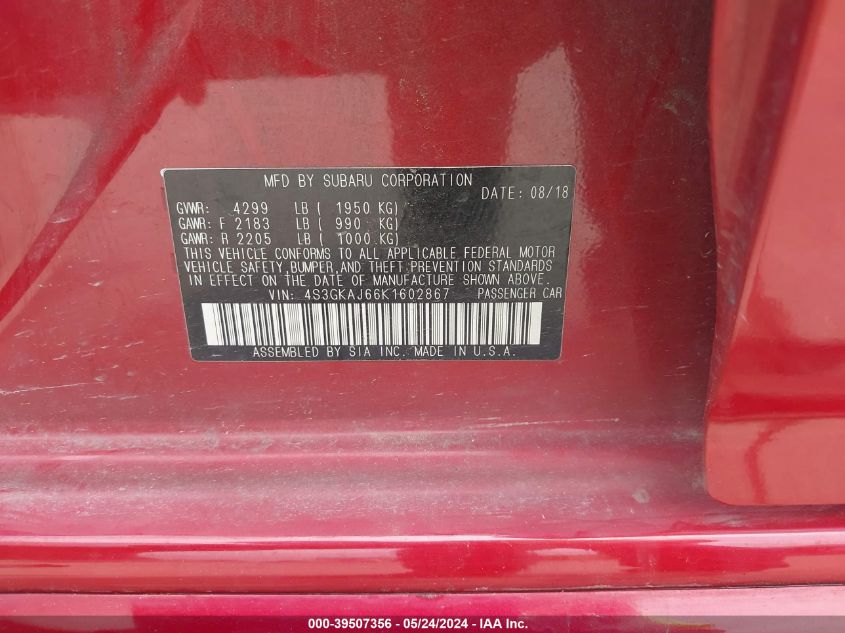 MFD BY SUBARU CORPORATION
DATE: 08/18
GVWR: 4299 LB ( 1950 KG)
GAWR: F 2183 LB ( 990 KG)
GAWR: R 2205 LB ( 1000 KG)
THIS VEHICLE CONFORMS TO ALL APPLICABLE FEDERAL MOTOR
VEHICLE SAFETY,BUMPER,AND THEFT PREVENTION STANDARDS
IN EFFECT ON THE DATE OF MANUFACTURE SHOWN ABOVE.
VIN: 4S3GKAJ66K1602867 PASSENGER CAR
ASSEMBLED BY SIA INC. MADE IN U.S.A.
000-39507356 - 05/24/2024 - IAA Inc.